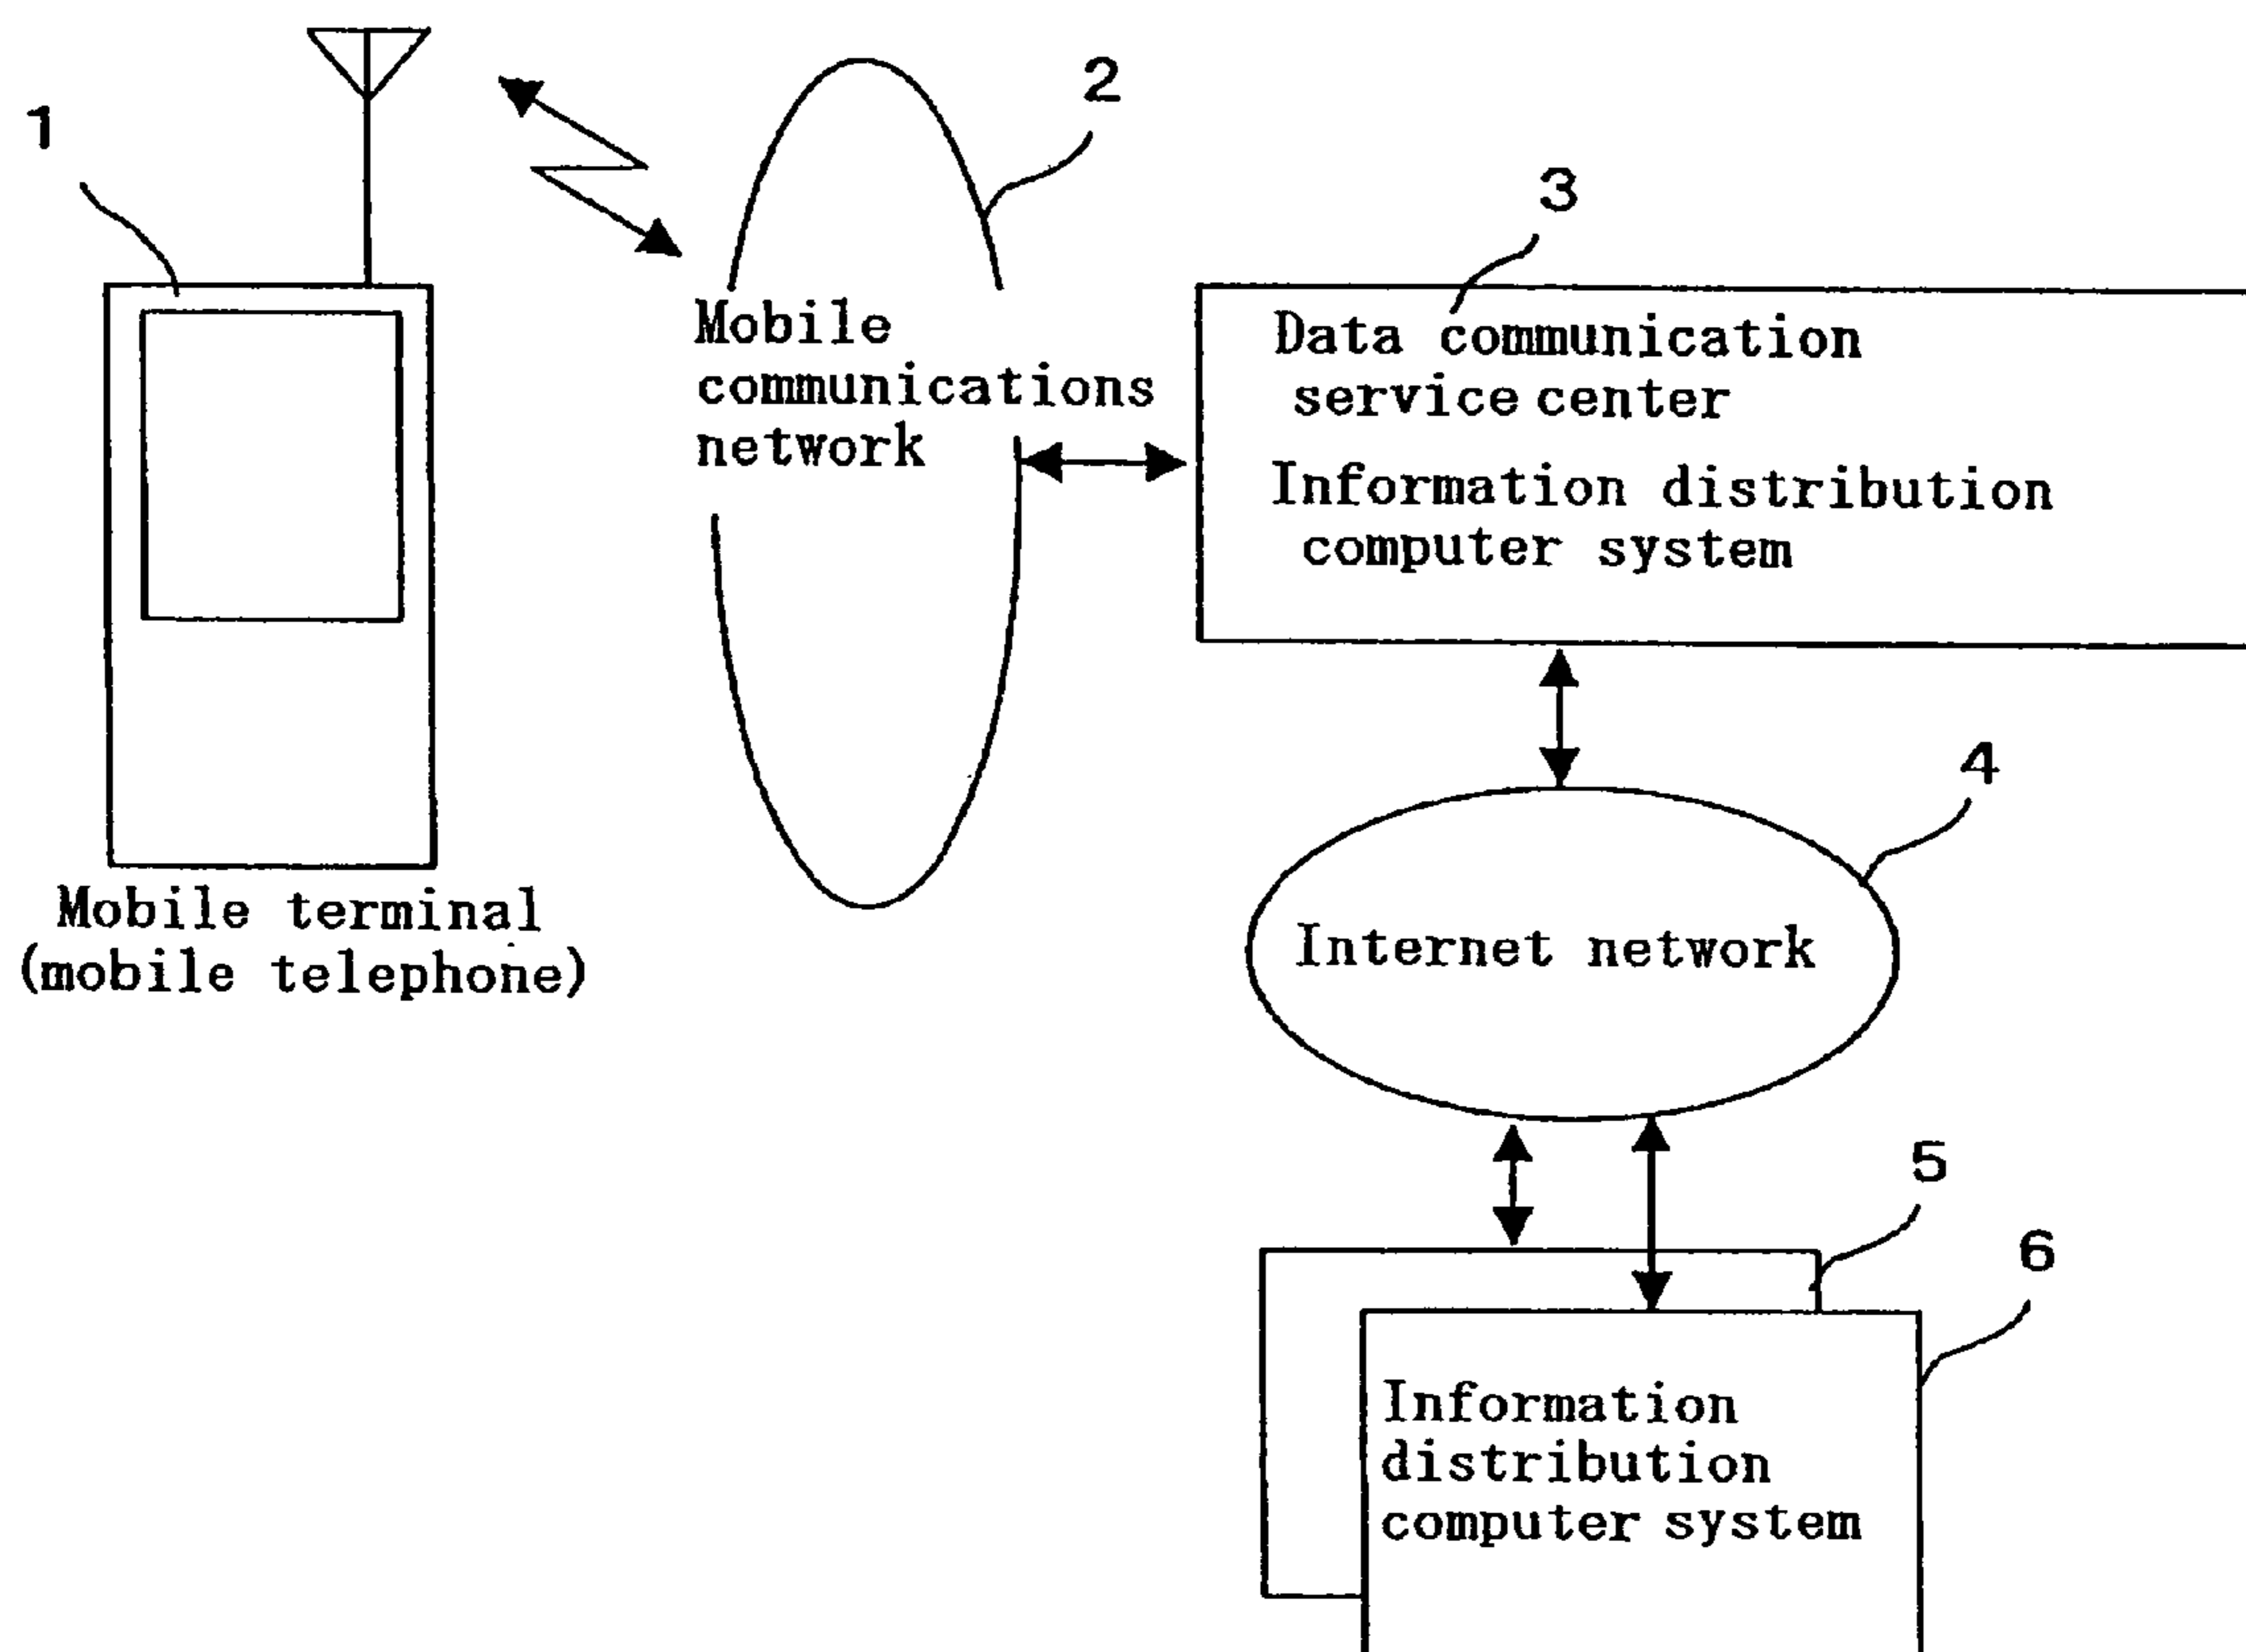 1
2
3
Mobile
communications
network
Data communication
service center
Information distribution
computer system
Mobile terminal
(mobile telephone)
4
Internet network
5
6
Information
distribution
computer system